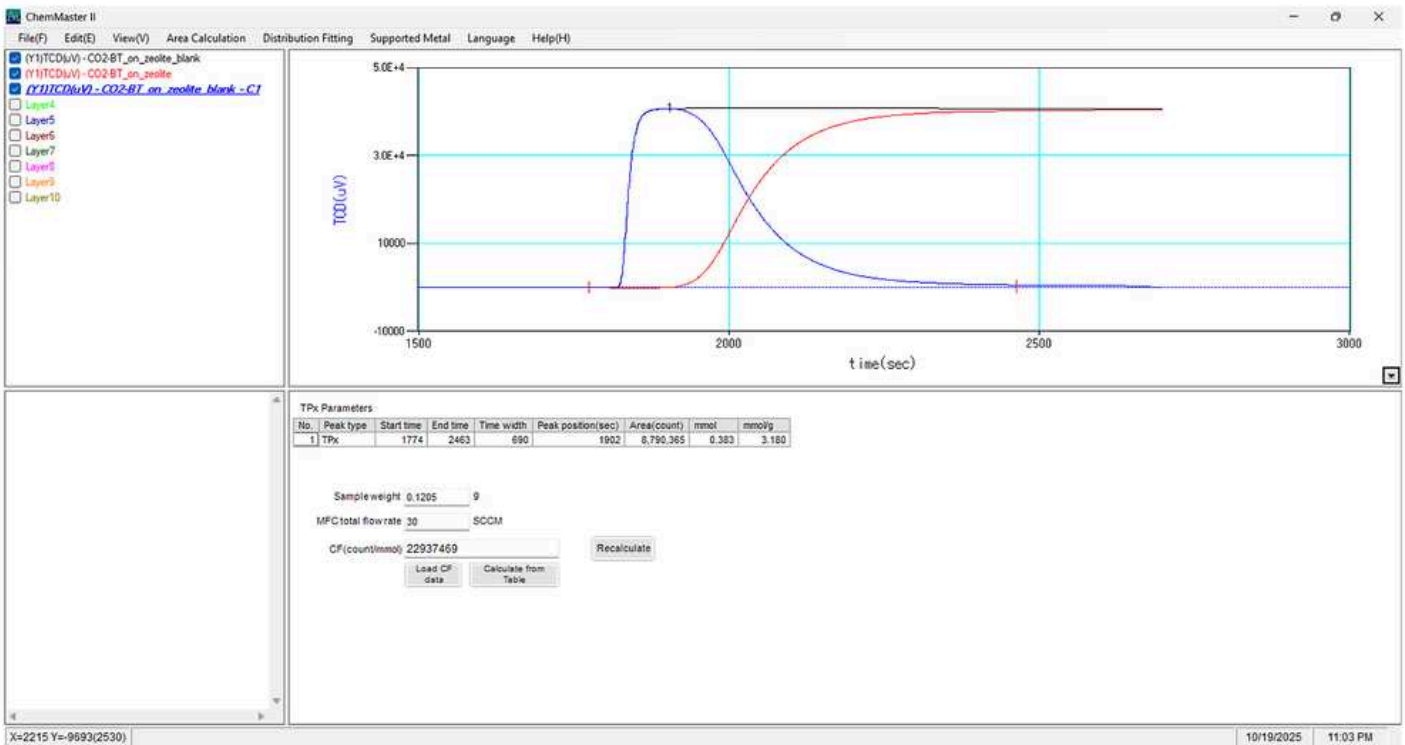 ChemMaster II
File(F) Edit(E) View(V) Area Calculation Distribution Fitting Supported Metal Language Help(H)
(Y1)TCD(uV) - CO2-BT_on_zeolite_blank
(Y1)TCD(uV) - CO2-BT_on_zeolite
(Y1)TCD(uV) - CO2-BT_on_zeolite_blank - C1
Layer4
Layer5
Layer6
Layer7
Layer8
Layer9
Layer10
5.0E+4
3.0E+4
10000
-10000
TCD(uV)
1
1500 2000 2500 3000
time(sec)
TPx Parameters
No. Peak type Start time End time Time width Peak position(sec) Area(count) mmol mmol/g
1 TPx 1774 2463 690 1902 8,790,365 0.383 3.180
Sample weight 0.1205 g
MFC total flow rate 30 SCCM
CF(count/mmol) 22937469 Recalculate
Load CF data
Calculate from Table
X=2215 Y=-9693(2530) 10/19/2025 11:03 PM